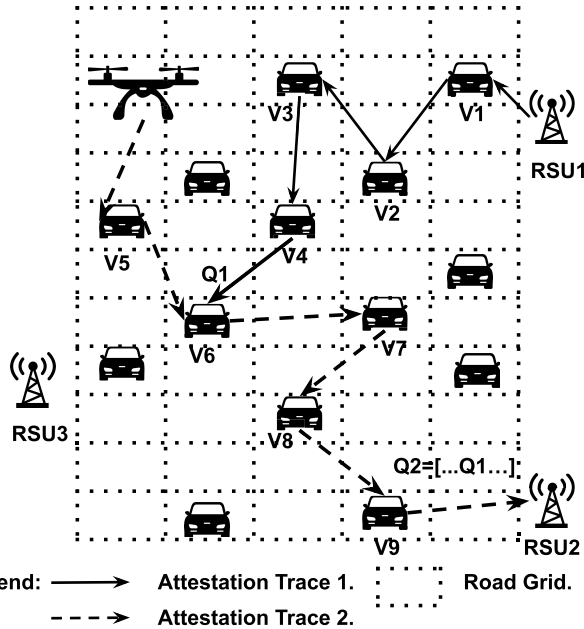 V3
V1
RSU1
V2
V5
V4
Q1
V6
V7
RSU3
V8
Q2=[...Q1...]
V9
RSU2
end:
Attestation Trace 1.
Road Grid.
Attestation Trace 2.